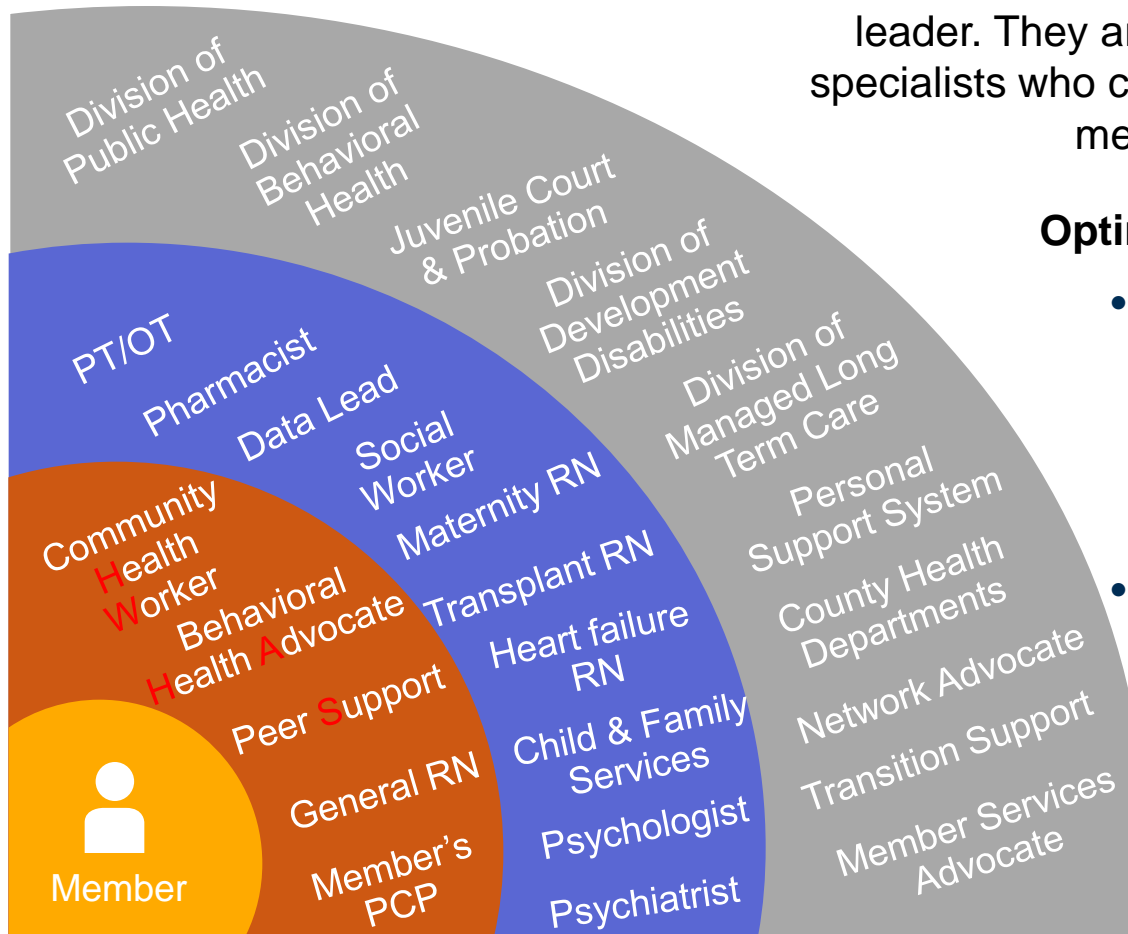 leader. They
specialists who
Division of
Public Health
Division of
Behavioral
Health
Juvenile Court
& Probation
Division of
Development
Disabilities
Division of
Managed Long
Term Care
Personal
Support System
County Health
Departments
Network Advocate
Transition Support
Member Services
Advocate
PT/OT
Pharmacist
Data Lead
Social
Worker
Maternity RN
Transplant RN
Heart failure
RN
Child & Family
Services
Psychologist
Psychiatrist
Community
Health
Worker
Behavioral
Health Advocate
Peer Support
General RN
Member’s
PCP
Member